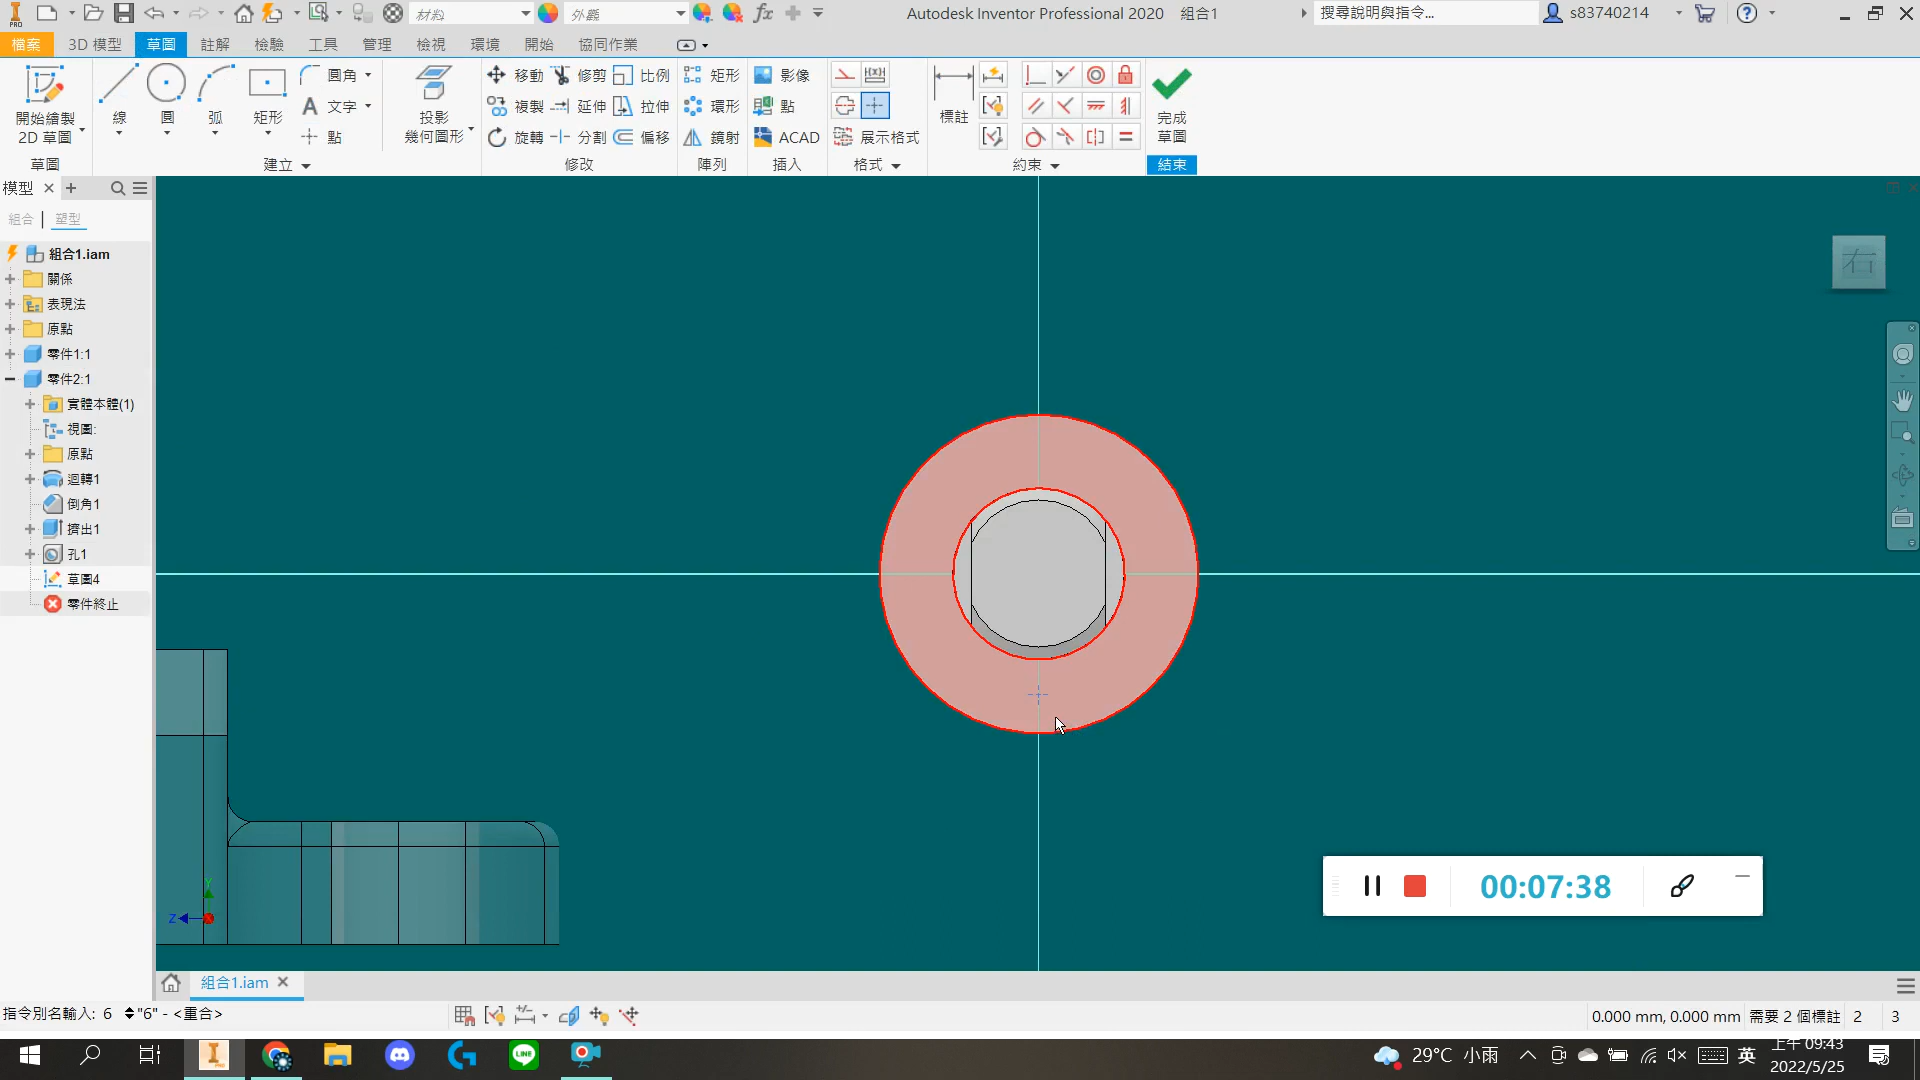 PRO
材料
外觀
fx
Autodesk Inventor Professional 2020 組合1
搜尋說明與指令...
s83740214
檔案 3D 模型 草圖 註解 檢驗 工具 管理 檢視 環境 開始 協同作業
開始繪製
2D 草圖
線
圓
弧
矩形
圓角
文字
點
投影
幾何圖形
移動 修剪 比例
複製 延伸 拉伸
旋轉 分割 偏移
矩形
環形
鏡射
影像
點
ACAD
展示格式
標註
完成
草圖
草圖 建立 修改 陣列 插入 格式 約束 結束
模型
組合 塑型
組合1.iam
關係
表現法
原點
零件1:1
零件2:1
實體本體(1)
視圖:
原點
迴轉1
倒角1
擠出1
孔1
草圖4
零件終止
右
Y
Z
00:07:38
組合1.iam
指令別名輸入: 6 "6" - <重合>
0.000 mm, 0.000 mm 需要 2 個標註 2 3
LINE
29°C 小雨
英
上午 09:43
2022/5/25